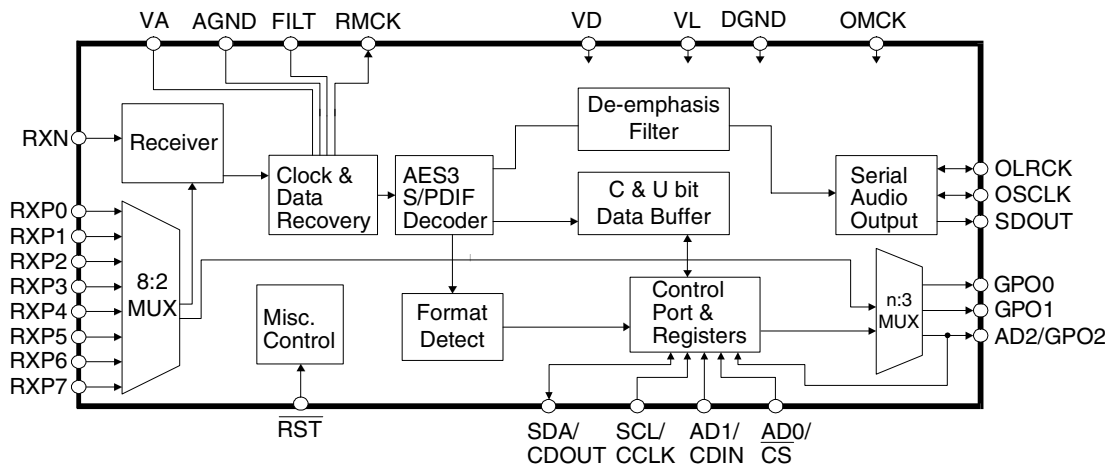 VA AGND FILT RMCK VD VL DGND OMCK
RXN
Receiver
Clock &
Data
Recovery
AES3
S/PDIF
Decoder
De-emphasis
Filter
C & U bit
Data Buffer
Serial
Audio
Output
OLRCK
OSCLK
SDOUT
RXP0
RXP1
RXP2
RXP3
RXP4
RXP5
RXP6
RXP7
8:2
MUX
Misc.
Control
Format
Detect
Control
Port &
Registers
n:3
MUX
GPO0
GPO1
AD2/GPO2
RST
SDA/
CDOUT
SCL/
CCLK
AD1/
CDIN
AD0/
CS